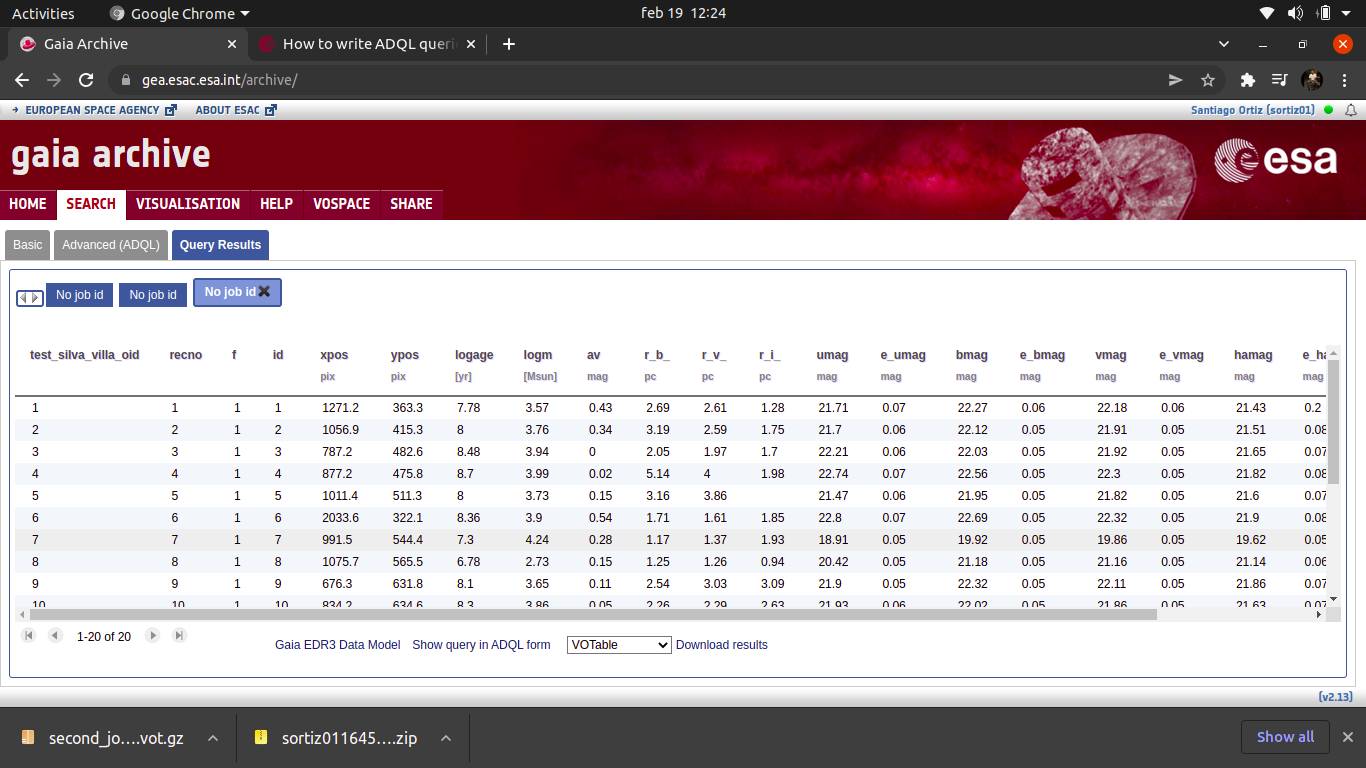 Activities Google Chrome feb 19 12:24
Gaia Archive How to write ADQL queri
gea.esac.esa.int/archive/
EUROPEAN SPACE AGENCY ABOUT ESAC Santiago Ortiz (sortiz01)
gaia archive esa
HOME SEARCH VISUALISATION HELP VOSPACE SHARE
Basic Advanced (ADQL) Query Results
No job id No job id No job id
test_silva_villa_oid recno f id xpos ypos logage logm av r_b_ r_v_ r_i_ umag e_umag bmag e_bmag vmag e_vmag hamag e_ha
pix pix [yr] [Msun] mag pc pc pc mag mag mag mag mag mag mag mag
1 1 1 1 1271.2 363.3 7.78 3.57 0.43 2.69 2.61 1.28 21.71 0.07 22.27 0.06 22.18 0.06 21.43 0.2
2 2 1 2 1056.9 415.3 8 3.76 0.34 3.19 2.59 1.75 21.7 0.06 22.12 0.05 21.91 0.05 21.51 0.08
3 3 1 3 787.2 482.6 8.48 3.94 0 2.05 1.97 1.7 22.21 0.06 22.03 0.05 21.92 0.05 21.65 0.07
4 4 1 4 877.2 475.8 8.7 3.99 0.02 5.14 4 1.98 22.74 0.07 22.56 0.05 22.3 0.05 21.82 0.08
5 5 1 5 1011.4 511.3 8 3.73 0.15 3.16 3.86 21.47 0.06 21.95 0.05 21.82 0.05 21.6 0.07
6 6 1 6 2033.6 322.1 8.36 3.9 0.54 1.71 1.61 1.85 22.8 0.07 22.69 0.05 22.32 0.05 21.9 0.08
7 7 1 7 991.5 544.4 7.3 4.24 0.28 1.17 1.37 1.93 18.91 0.05 19.92 0.05 19.86 0.05 19.62 0.05
8 8 1 8 1075.7 565.5 6.78 2.73 0.15 1.25 1.26 0.94 20.42 0.05 21.18 0.05 21.16 0.05 21.14 0.06
9 9 1 9 676.3 631.8 8.1 3.65 0.11 2.54 3.03 3.09 21.9 0.05 22.32 0.05 22.11 0.05 21.86 0.07
10 10 1 10 834.2 634.6 8.3 3.86 0.05 2.26 2.29 2.63 21.93 0.06 22.02 0.05 21.86 0.05 21.63 0.07
1-20 of 20 Gaia EDR3 Data Model Show query in ADQL form VOTable Download results
(v2.13)
second_jo....vot.gz sortiz011645....zip Show all